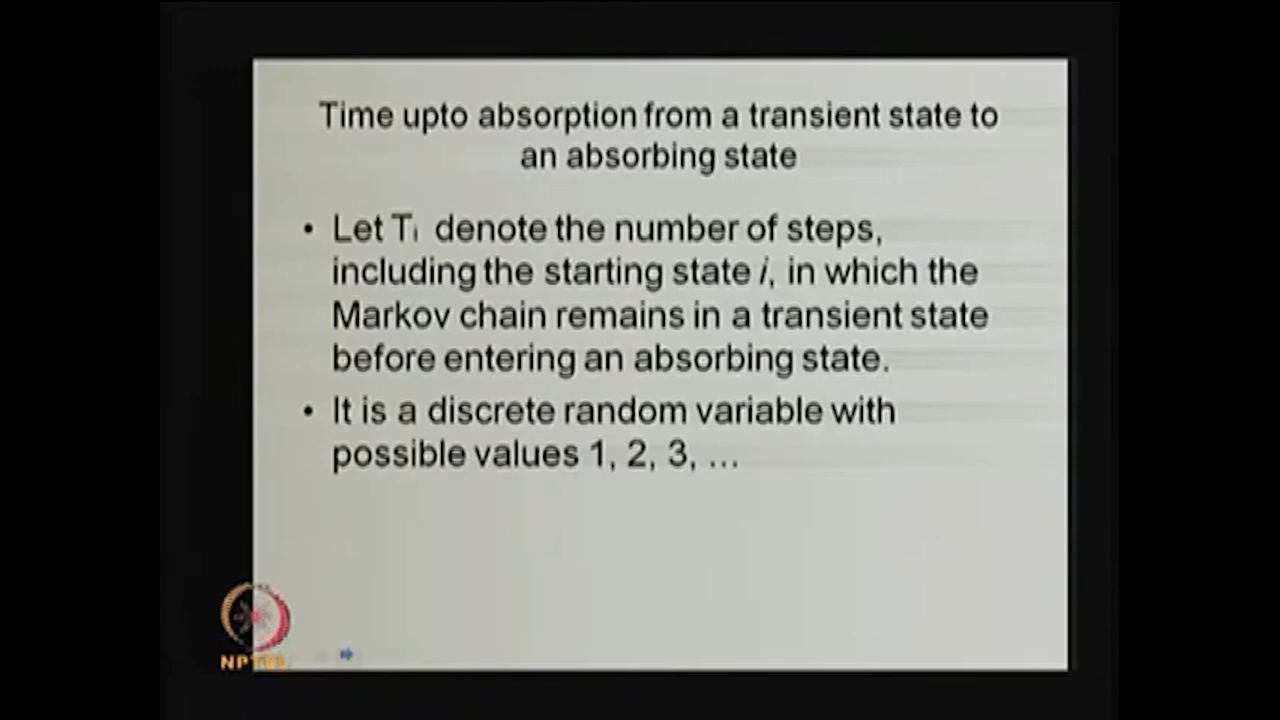 Time upto absorption from a transient state to
an absorbing state
• Let Ti denote the number of steps,
including the starting state i, in which the
Markov chain remains in a transient state
before entering an absorbing state.
• It is a discrete random variable with
possible values 1, 2, 3, ...